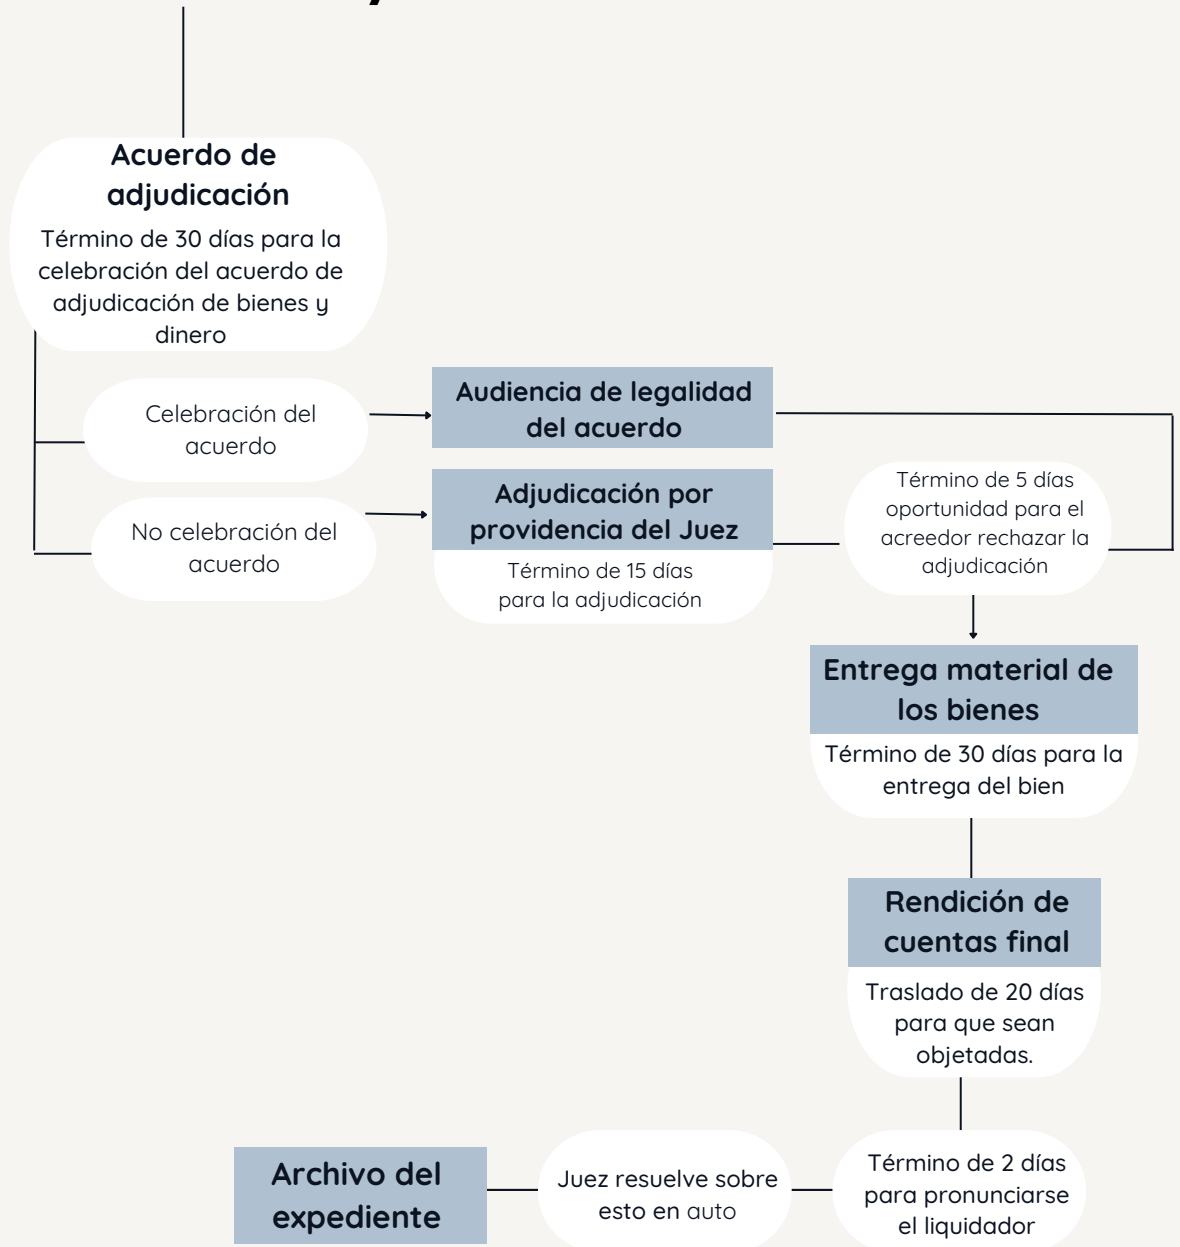 Acuerdo de
adjudicación
Término de 30 días para la
celebración del acuerdo de
adjudicación de bienes y
dinero
Celebración del
acuerdo
Audiencia de legalidad
del acuerdo
No celebración del
acuerdo
Adjudicación por
providencia del Juez
Término de 15 días
para la adjudicación
Término de 5 días
oportunidad para el
acreedor rechazar la
adjudicación
Entrega material de
los bienes
Término de 30 días para la
entrega del bien
Rendición de
cuentas final
Traslado de 20 días
para que sean
objetadas.
Término de 2 días
para pronunciarse
el liquidador
Juez resuelve sobre
esto en auto
Archivo del
expediente